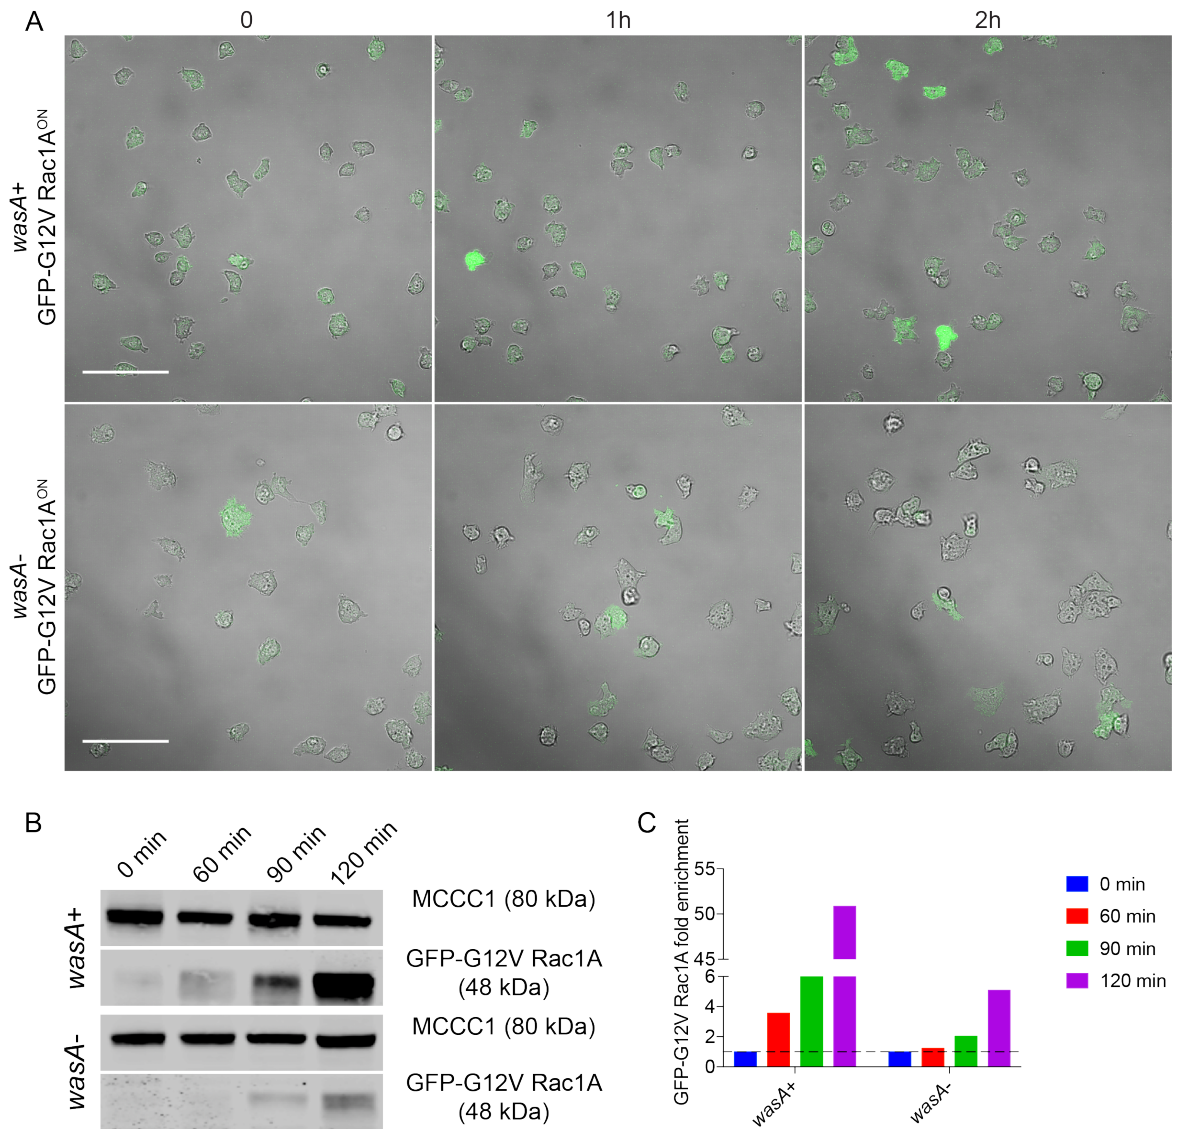 A
0
1h
2h
wasA+
GFP-G12V Rac1A^ON
wasA-
GFP-G12V Rac1A^ON
B
0 min
60 min
90 min
120 min
wasA+
MCCC1 (80 kDa)
GFP-G12V Rac1A
(48 kDa)
wasA-
MCCC1 (80 kDa)
GFP-G12V Rac1A
(48 kDa)
C
GFP-G12V Rac1A fold enrichment
55
50
45
6
4
2
0
wasA+
wasA-
0 min
60 min
90 min
120 min